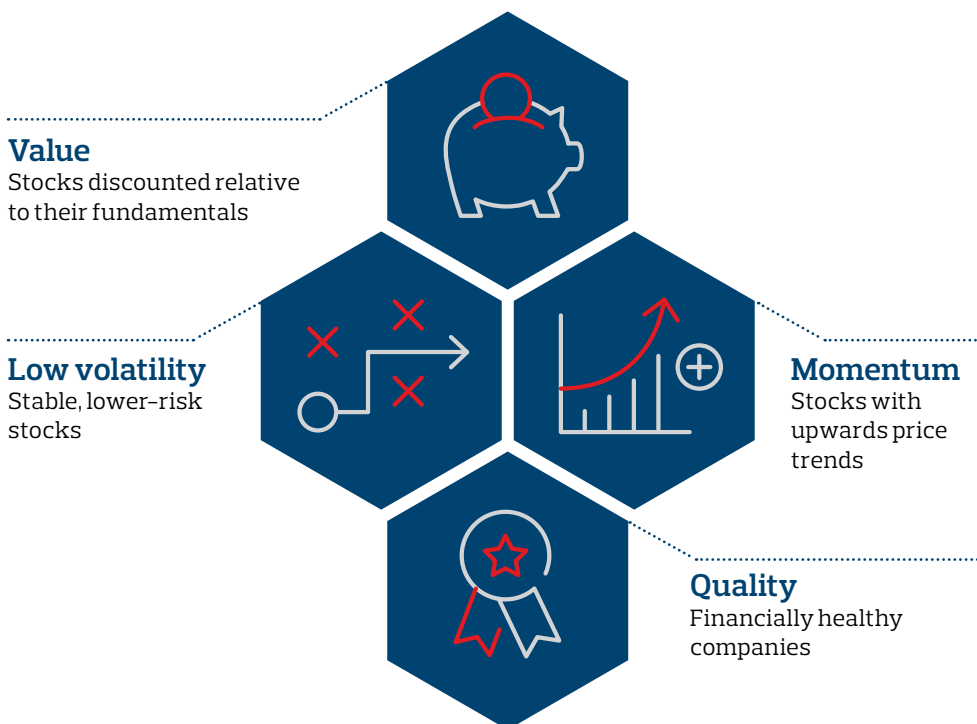 Value
Stocks discounted relative
to their fundamentals
Low volatility
Stable, lower-risk
stocks
Momentum
Stocks with
upwards price
trends
Quality
Financially healthy
companies